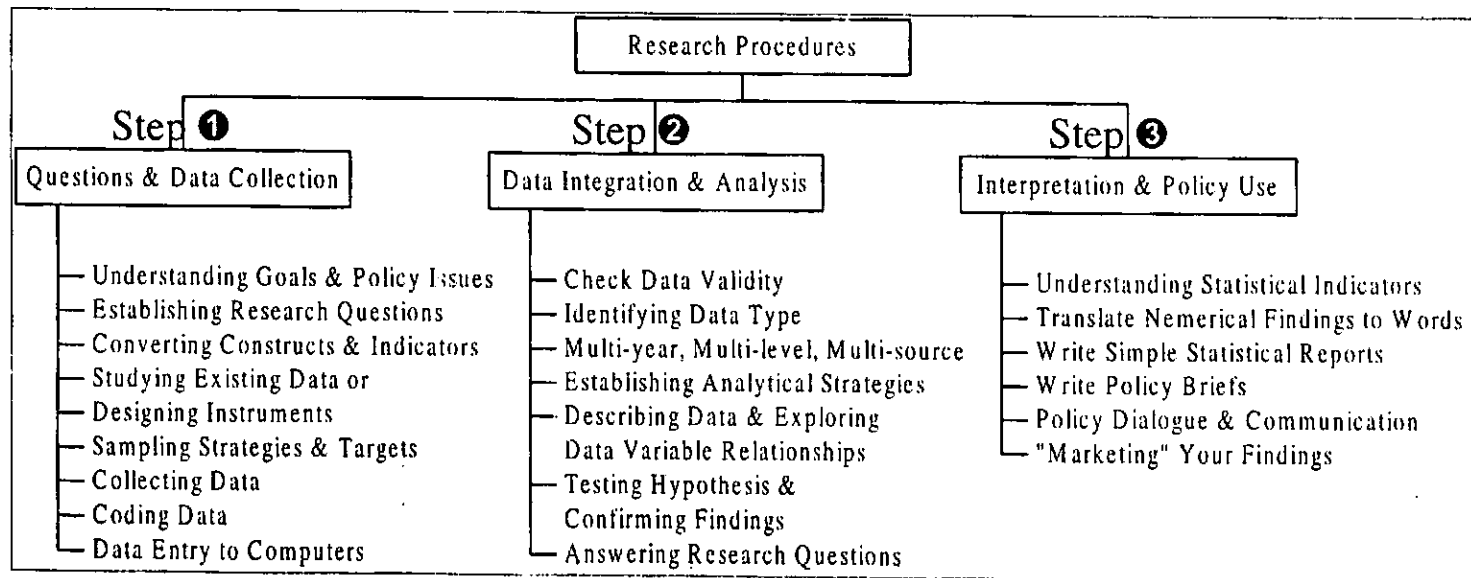 Research Procedures
Step ❶
Questions & Data Collection
Understanding Goals & Policy Issues
Establishing Research Questions
Converting Constructs & Indicators
Studying Existing Data or
Designing Instruments
Sampling Strategies & Targets
Collecting Data
Coding Data
Data Entry to Computers
Step ❷
Data Integration & Analysis
Check Data Validity
Identifying Data Type
Multi-year, Multi-level, Multi-source
Establishing Analytical Strategies
Describing Data & Exploring
Data Variable Relationships
Testing Hypothesis &
Confirming Findings
Answering Research Questions
Step ❸
Interpretation & Policy Use
Understanding Statistical Indicators
Translate Nemerical Findings to Words
Write Simple Statistical Reports
Write Policy Briefs
Policy Dialogue & Communication
"Marketing" Your Findings